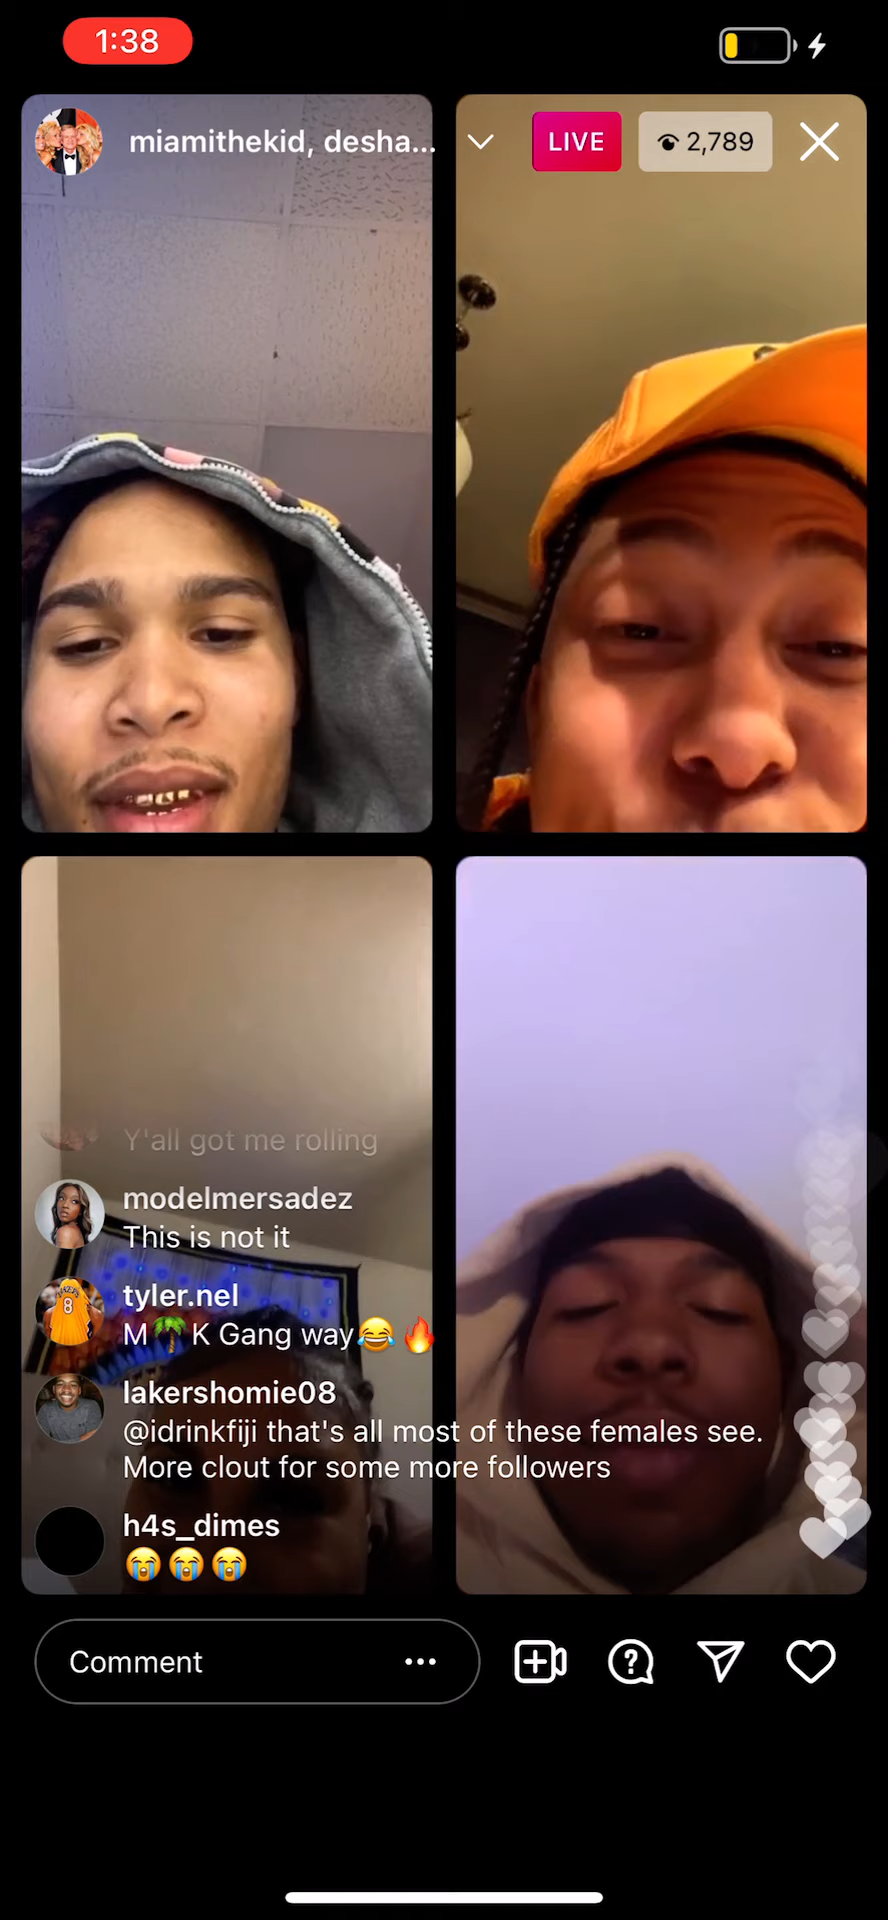 1:38
miamithekid, desha...
LIVE
2,789
Y'all got me rolling
modelmersadez
This is not it
tyler.nel
M🌴K Gang way😂🔥
8
lakershomie08
@idrinkfiji that's all most of these females see.
More clout for some more followers
h4s_dimes
😭😭😭
Comment